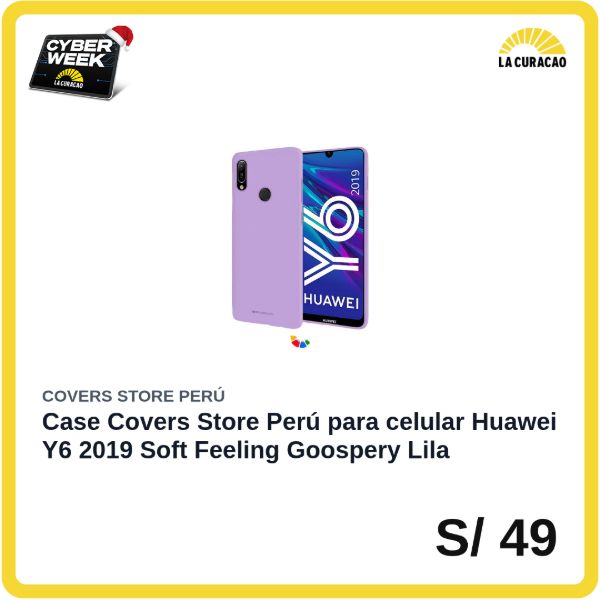 CYBER
WEEK
LA CURACAO
LA CURACAO
Y6
2019
HUAWEI
HUAWEI
COVERS STORE PERÚ
Case Covers Store Perú para celular Huawei
Y6 2019 Soft Feeling Goospery Lila
S/ 49